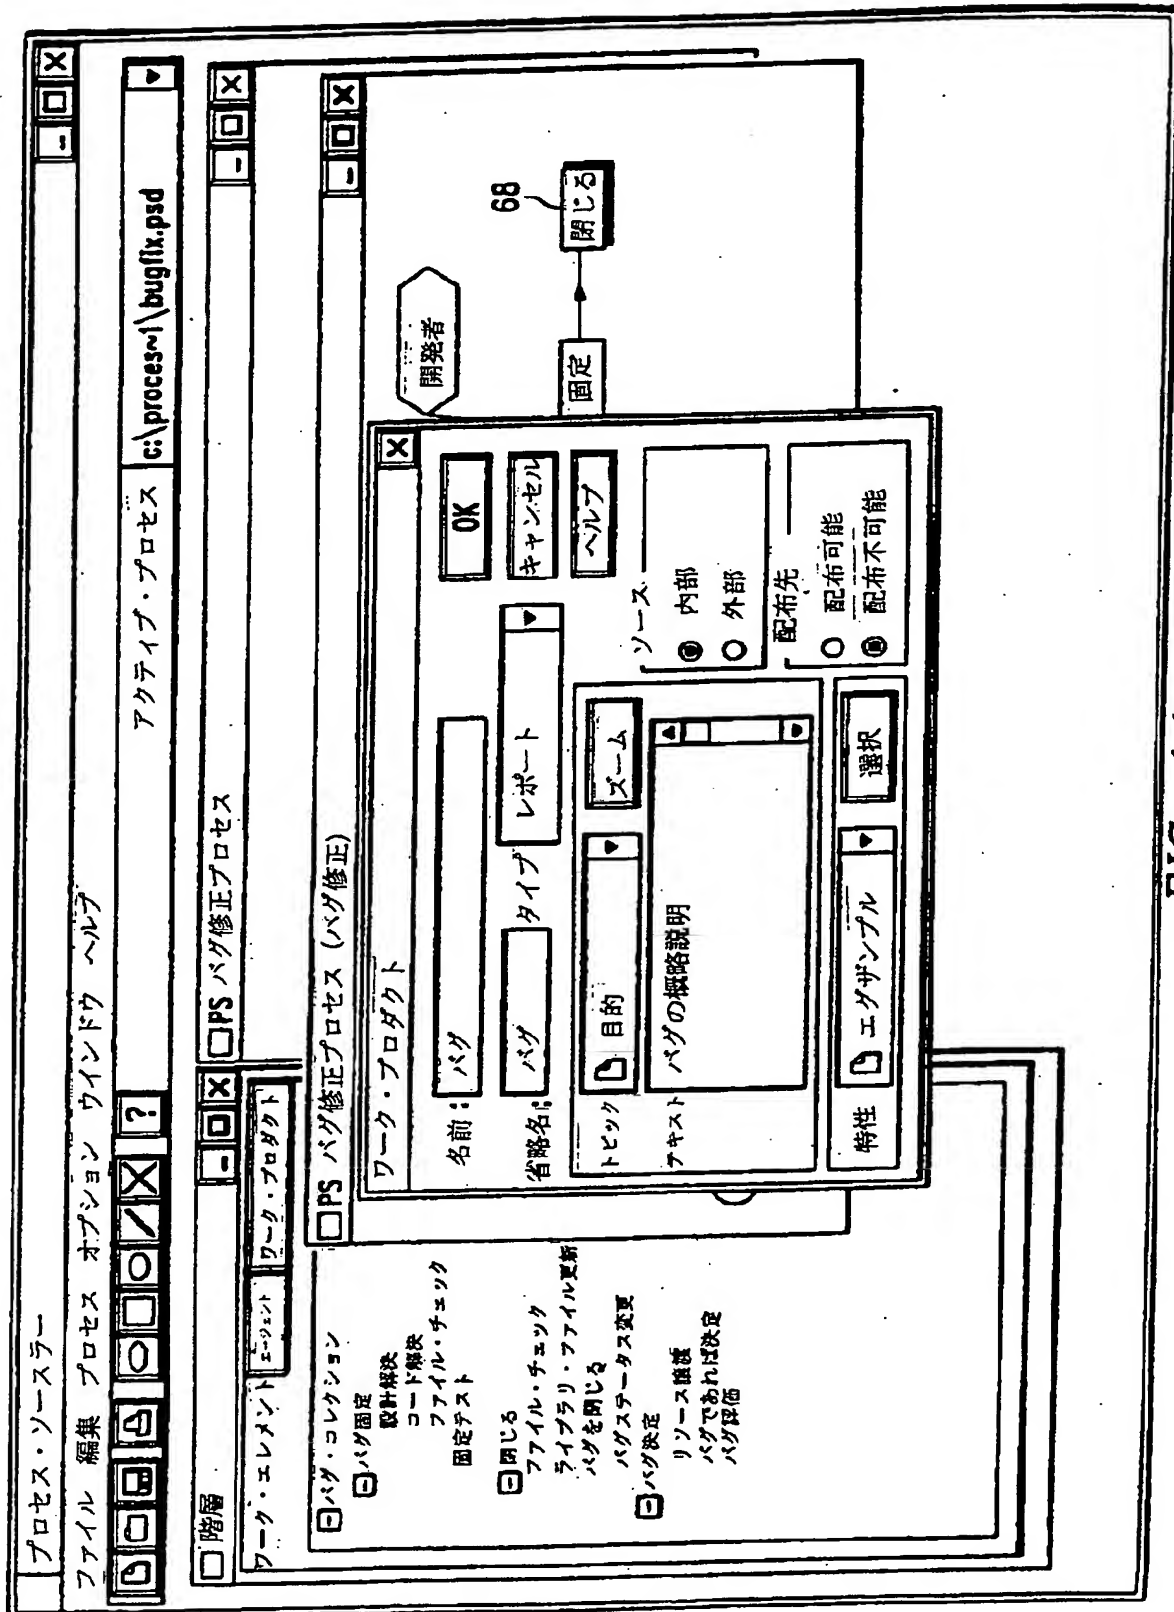 プロセス・ソースラー
ファイル 編集 プロセス オプション ウインドウ ヘルプ
? アクティブ・プロセス c:\proces~1\bugfix.psd
階層
ワーク・エレメント エージェント ワーク・プロダクト
バグ・コレクション
バグ固定
設計解決
コード解決
ファイル・チェック
固定テスト
閉じる
ファイル・チェック
ライブラリ・ファイル更新
バグを閉じる
バグステータス変更
バグ決定
リソース譲渡
バグであれば決定
バグ評価
PS バグ修正プロセス
PS バグ修正プロセス (バグ修正)
開発者
固定
閉じる
68
ワーク・プロダクト
名前: バグ
OK
省略名: バグ タイプ レポート
キャンセル
ヘルプ
トピック 目的 ズーム
テキスト バグの概略説明
ソース
内部
外部
配布先
配布可能
配布不可能
特性 エグザンプル 選択